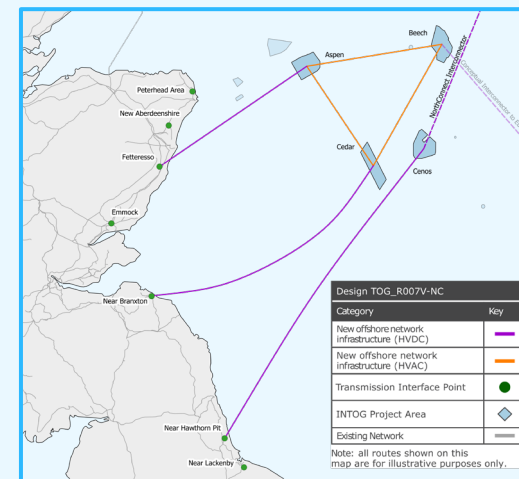 Beech
Aspen
Peterhead Area
New Aberdeenshire
Fetteresso
Cedar
Cenos
NorthConnect Interconnector
Conceptual Interconnector to
Emmock
Near Branxton
Near Hawthorn Pit
Near Lackenby
Design TOG_R007V-NC
Category Key
New offshore network
infrastructure (HVDC)
New offshore network
infrastructure (HVAC)
Transmission Interface Point
INTOG Project Area
Existing Network
Note: all routes shown on this
map are for illustrative purposes only.